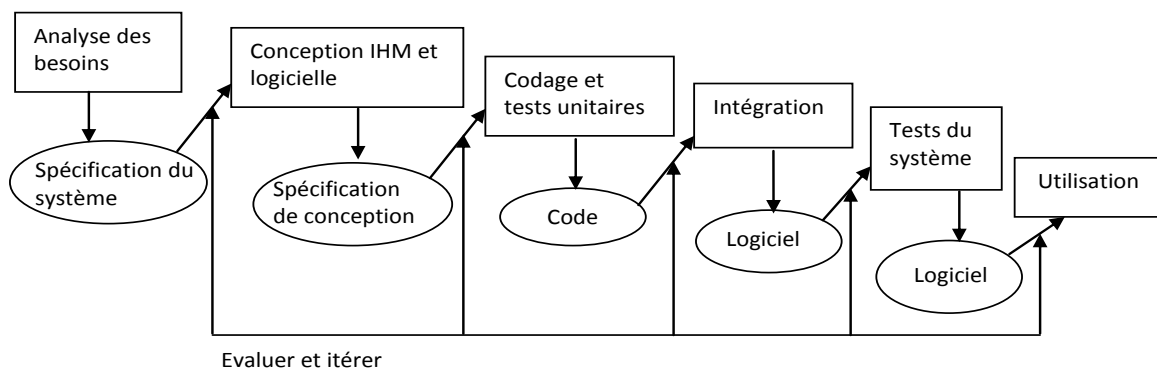 Analyse des
besoins
Conception IHM et
logicielle
Codage et
tests unitaires
Intégration
Tests du
système
Utilisation
Spécification du
système
Spécification
de conception
Code
Logiciel
Logiciel
Evaluer et itérer